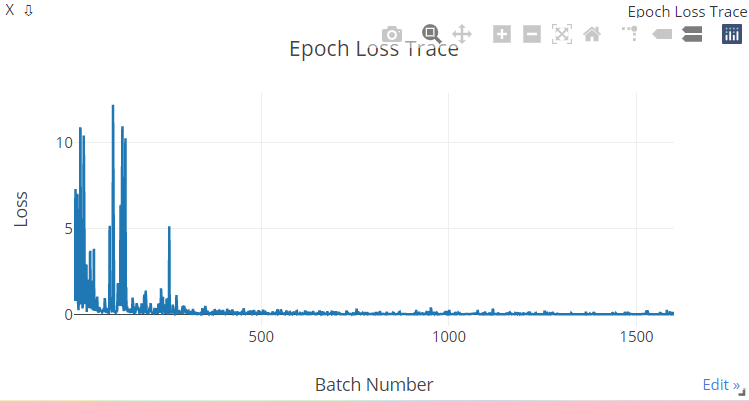 X ⇩
Epoch Loss Trace
Epoch Loss Trace
10
5
0
Loss
500
1000
1500
Batch Number
Edit »